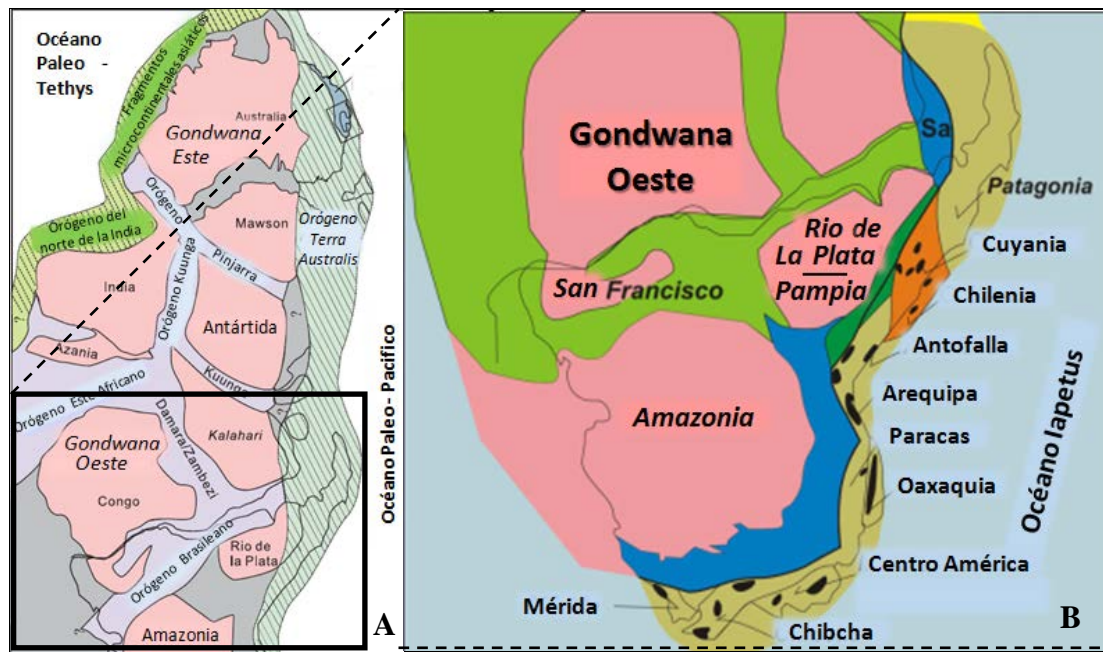 Océano
Paleo -
Tethys
Fragmentos
microcontinentales asiáticos
Australia
Gondwana
Este
Orógeno
Pinjarra
Mawson
Orógeno
Terra
Australis
Orógeno del
norte de la India
India
Orógeno Kuunga
Antártida
?
Azania
Kuunga
?
Orógeno Este Africano
Damara/Zambezí
Kalahari
Gondwana
Oeste
Congo
Orógeno Brasileano
Rio de
la Plata
?
Amazonia
A
Océano Paleo - Pacifico
Gondwana
Oeste
Sa
Patagonia
Rio de
La Plata
Pampia
San Francisco
Cuyania
Chilenia
Antofalla
Arequipa
Amazonia
Paracas
Oaxaquia
Océano Iapetus
Centro América
Mérida
Chibcha
B